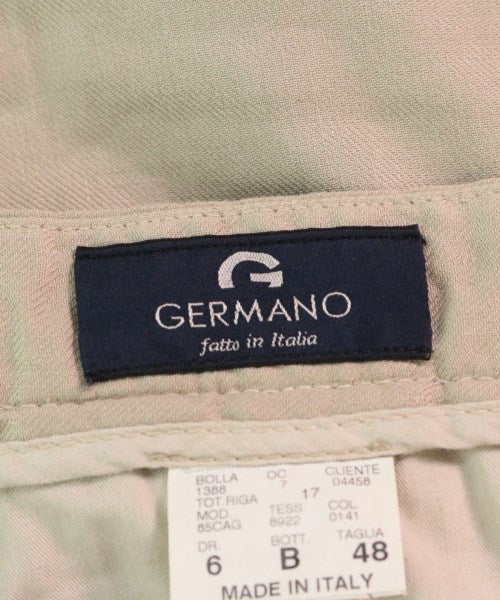 G
GERMANO
fatto in Italia
BOLLA OC CLIENTE
1388 7 04458
TOT RIGA 17
MOD. TESS. COL.
85CAG 8922 0141
DR. BOTT. TAGLIA
6 B 48
MADE IN ITALY